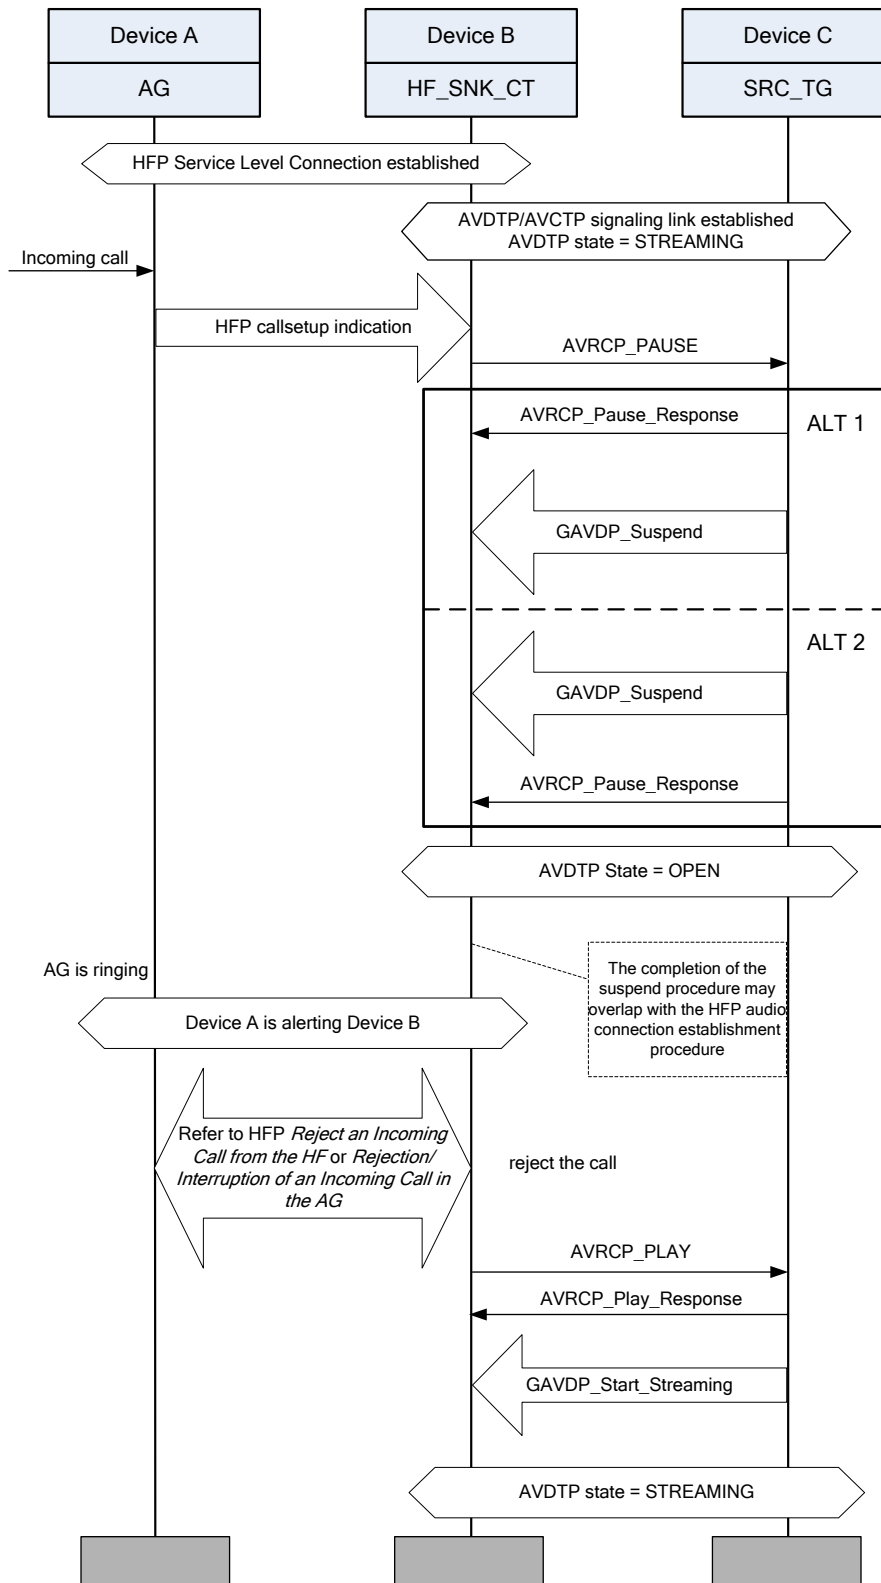 Device A
Device B
Device C
AG
HF_SNK_CT
SRC_TG
HFP Service Level Connection established
AVDTP/AVCTP signaling link established
AVDTP state = STREAMING
Incoming call
HFP callsetup indication
AVRCP_PAUSE
AVRCP_Pause_Response
ALT 1
GAVDP_Suspend
ALT 2
GAVDP_Suspend
AVRCP_Pause_Response
AVDTP State = OPEN
AG is ringing
The completion of the
suspend procedure may
overlap with the HFP audio
connection establishment
procedure
Device A is alerting Device B
Refer to HFP Reject an Incoming
Call from the HF or Rejection/
Interruption of an Incoming Call in
the AG
reject the call
AVRCP_PLAY
AVRCP_Play_Response
GAVDP_Start_Streaming
AVDTP state = STREAMING